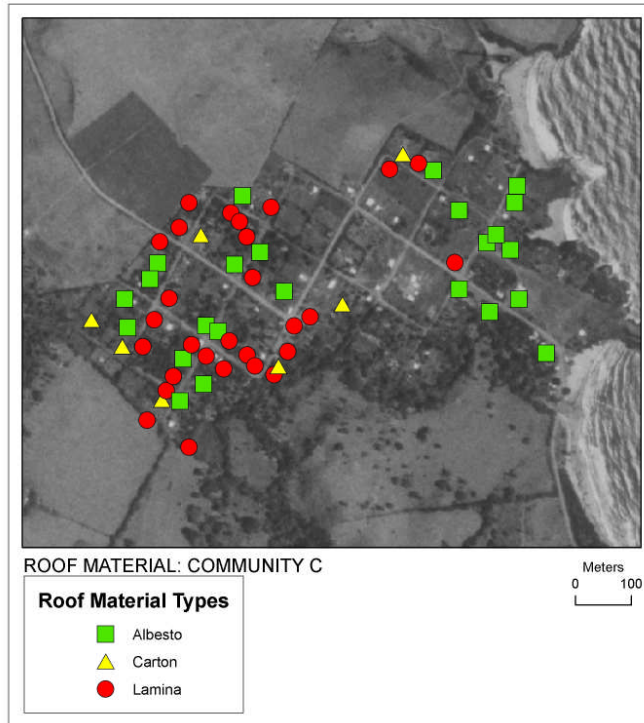 ROOF MATERIAL: COMMUNITY C
Meters
0 100
Roof Material Types
Albesto
Carton
Lamina